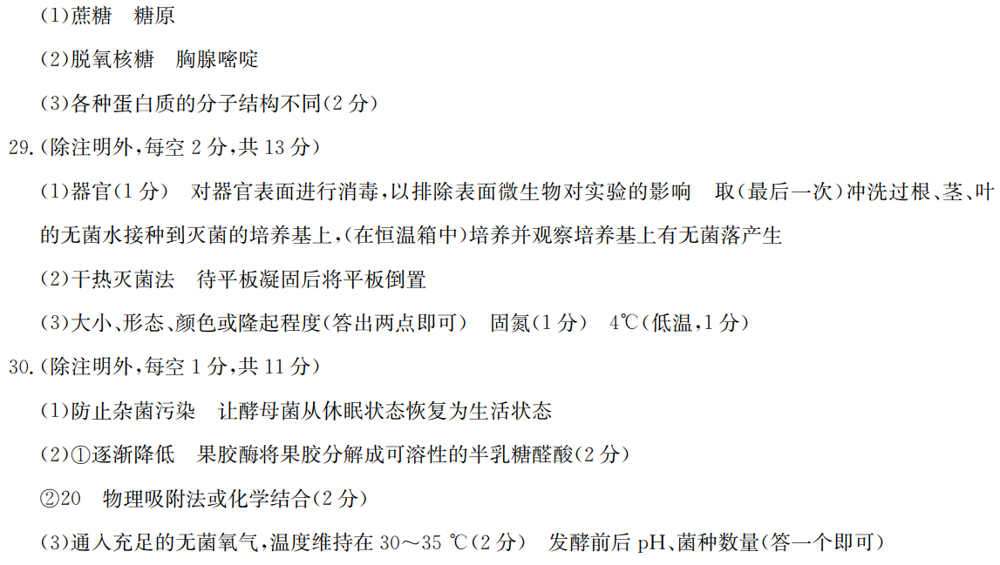 (1)蔗糖　糖原
(2)脱氧核糖　胸腺嘧啶
(3)各种蛋白质的分子结构不同(2分)
29.(除注明外,每空2分,共13分)
(1)器官(1分)　对器官表面进行消毒,以排除表面微生物对实验的影响　取(最后一次)冲洗过根、茎、叶
的无菌水接种到灭菌的培养基上,(在恒温箱中)培养并观察培养基上有无菌落产生
(2)干热灭菌法　待平板凝固后将平板倒置
(3)大小、形态、颜色或隆起程度(答出两点即可)　固氮(1分)　4℃(低温,1分)
30.(除注明外,每空1分,共11分)
(1)防止杂菌污染　让酵母菌从休眠状态恢复为生活状态
(2)①逐渐降低　果胶酶将果胶分解成可溶性的半乳糖醛酸(2分)
②20　物理吸附法或化学结合(2分)
(3)通入充足的无菌氧气,温度维持在30～35 ℃(2分)　发酵前后pH、菌种数量(答一个即可)